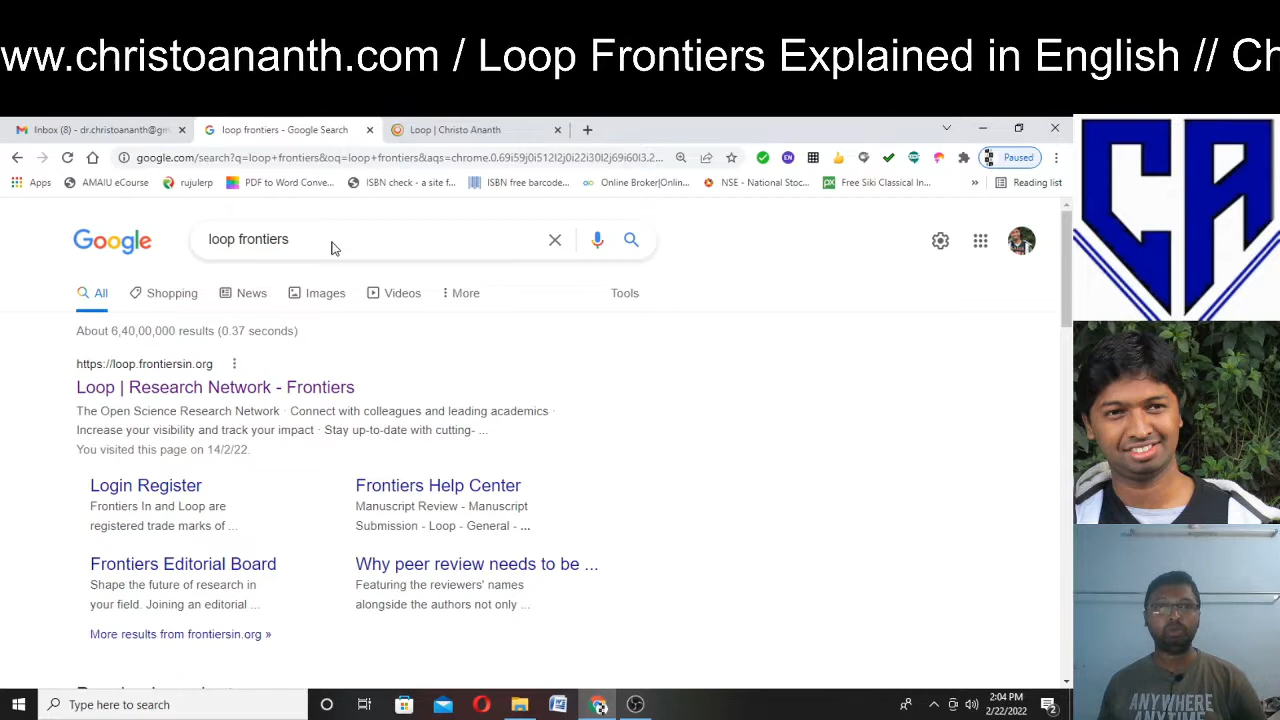 ww.christoananth.com / Loop Frontiers Explained in English // Ch
Inbox (8) - dr.christoananth@gm
loop frontiers - Google Search
Loop | Christo Ananth
google.com/search?q=loop+frontiers&oq=loop+frontiers&aqs=chrome.0.69i59j0i512l2j0i22i30l2j69i60l3.2...
Paused
Apps
AMAIU eCourse
rujulerp
PDF to Word Conve...
ISBN check - a site f...
ISBN free barcode...
Online Broker|Onlin...
NSE - National Stoc...
Free Siki Classical In...
»
Reading list
Google
loop frontiers
All
Shopping
News
Images
Videos
More
Tools
About 6,40,00,000 results (0.37 seconds)
https://loop.frontiersin.org
Loop | Research Network - Frontiers
The Open Science Research Network · Connect with colleagues and leading academics ·
Increase your visibility and track your impact · Stay up-to-date with cutting- ...
You visited this page on 14/2/22.
Login Register
Frontiers In and Loop are
registered trade marks of ...
Frontiers Help Center
Manuscript Review - Manuscript
Submission - Loop - General - ...
Frontiers Editorial Board
Shape the future of research in
your field. Joining an editorial ...
Why peer review needs to be ...
Featuring the reviewers' names
alongside the authors not only ...
More results from frontiersin.org »
CA
ANYWHERE
ANYTIME
Type here to search
2:04 PM
2/22/2022
2